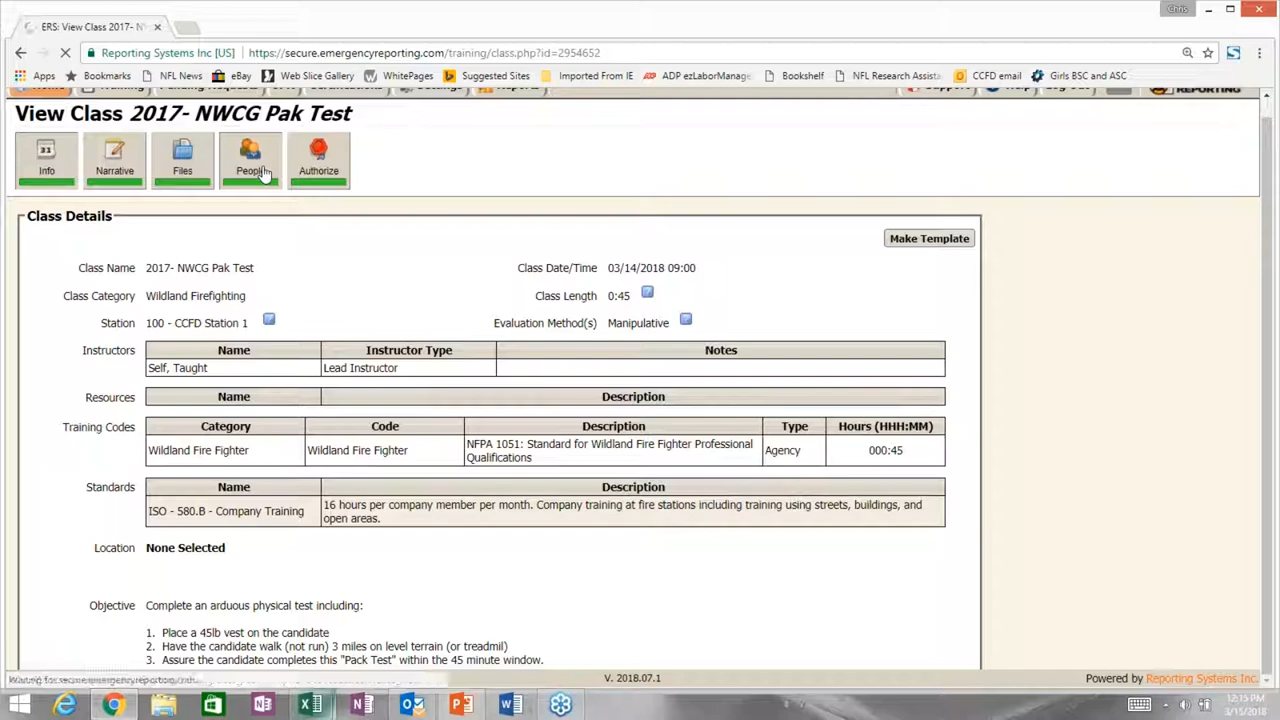 Chris
ERS: View Class 2017- N
Reporting Systems Inc [US] https://secure.emergencyreporting.com/training/class.php?id=2954652
Apps Bookmarks NFL News eBay Web Slice Gallery WhitePages Suggested Sites Imported From IE ADP ezLaborManage Bookshelf NFL Research Assista CCFD email Girls BSC and ASC
View Class 2017- NWCG Pak Test
Info Narrative Files People Authorize
Class Details
Make Template
Class Name 2017- NWCG Pak Test Class Date/Time 03/14/2018 09:00
Class Category Wildland Firefighting Class Length 0:45
Station 100 - CCFD Station 1 Evaluation Method(s) Manipulative
Instructors Name Instructor Type Notes
Self, Taught Lead Instructor
Resources Name Description
Training Codes Category Code Description Type Hours (HHH:MM)
Wildland Fire Fighter Wildland Fire Fighter NFPA 1051: Standard for Wildland Fire Fighter Professional Qualifications Agency 000:45
Standards Name Description
ISO - 580.B - Company Training 16 hours per company member per month. Company training at fire stations including training using streets, buildings, and open areas.
Location None Selected
Objective Complete an arduous physical test including:
1. Place a 45lb vest on the candidate
2. Have the candidate walk (not run) 3 miles on level terrain (or treadmil)
3. Assure the candidate completes this "Pack Test" within the 45 minute window.
V. 2018.07.1 Powered by Reporting Systems Inc.
12:15 PM
3/15/2018